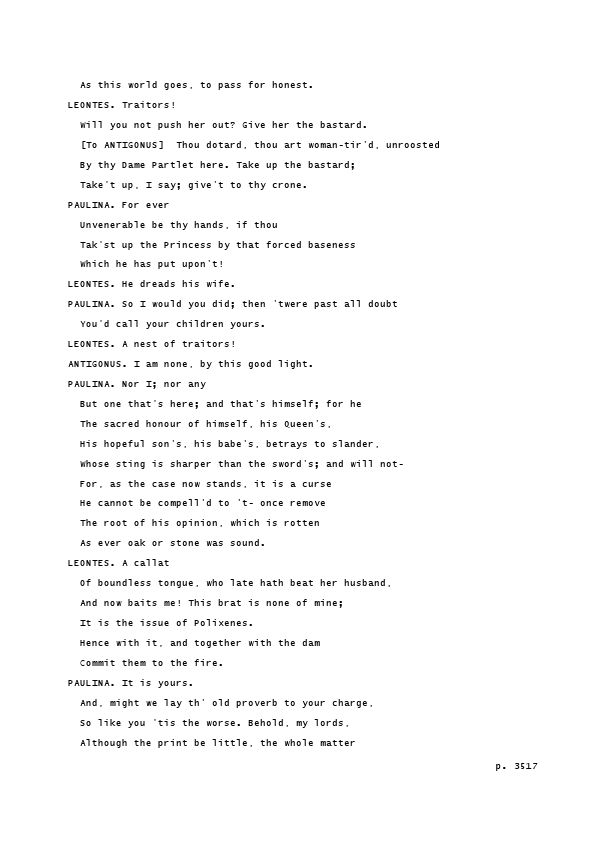 As this world goes, to pass for honest.
LEONTES. Traitors!
Will you not push her out? Give her the bastard.
[To ANTIGONUS]  Thou dotard, thou art woman-tir'd, unroosted
By thy Dame Partlet here. Take up the bastard;
Take't up, I say; give't to thy crone.
PAULINA. For ever
Unvenerable be thy hands, if thou
Tak'st up the Princess by that forced baseness
Which he has put upon't!
LEONTES. He dreads his wife.
PAULINA. So I would you did; then 'twere past all doubt
You'd call your children yours.
LEONTES. A nest of traitors!
ANTIGONUS. I am none, by this good light.
PAULINA. Nor I; nor any
But one that's here; and that's himself; for he
The sacred honour of himself, his Queen's,
His hopeful son's, his babe's, betrays to slander,
Whose sting is sharper than the sword's; and will not-
For, as the case now stands, it is a curse
He cannot be compell'd to 't- once remove
The root of his opinion, which is rotten
As ever oak or stone was sound.
LEONTES. A callat
Of boundless tongue, who late hath beat her husband,
And now baits me! This brat is none of mine;
It is the issue of Polixenes.
Hence with it, and together with the dam
Commit them to the fire.
PAULINA. It is yours.
And, might we lay th' old proverb to your charge,
So like you 'tis the worse. Behold, my lords,
Although the print be little, the whole matter
p. 3517